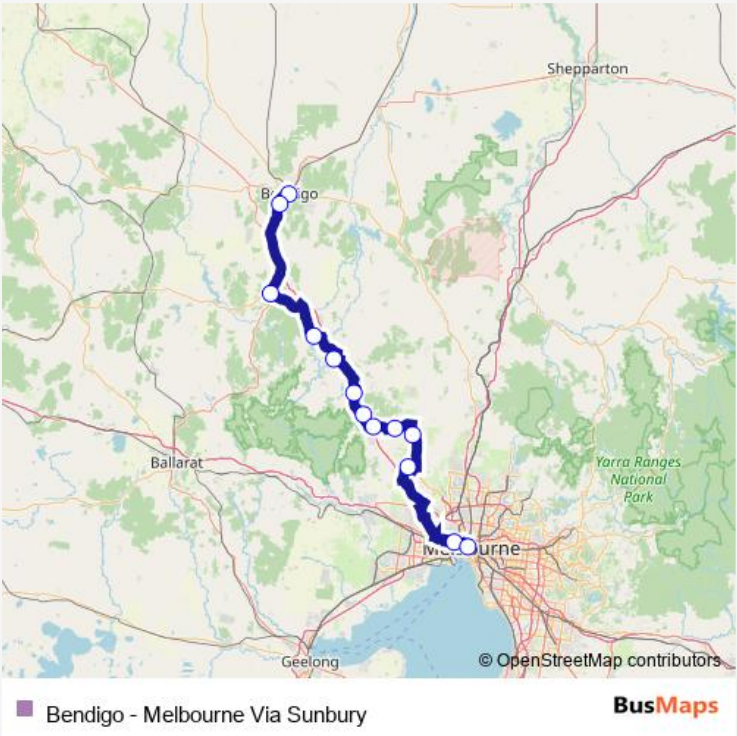 Shepparton
Bendigo
Ballarat
Yarra Ranges
National
Park
Melbourne
Geelong
© OpenStreetMap contributors
Bendigo - Melbourne Via Sunbury
BusMaps